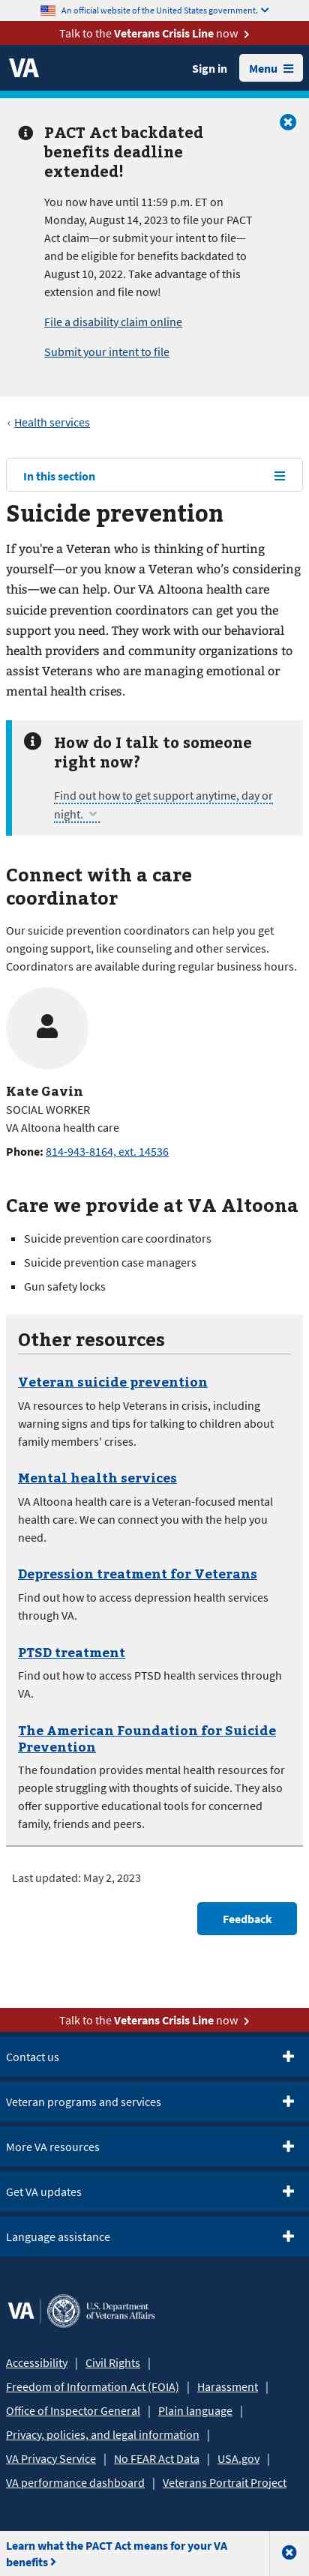 An official website of the United States government.
Talk to the Veterans Crisis Line now
VA
Sign in
Menu
PACT Act backdated
benefits deadline
extended!
You now have until 11:59 p.m. ET on
Monday, August 14, 2023 to file your PACT
Act claim—or submit your intent to file—
and be eligible for benefits backdated to
August 10, 2022. Take advantage of this
extension and file now!
File a disability claim online
Submit your intent to file
‹ Health services
In this section
Suicide prevention
If you're a Veteran who is thinking of hurting
yourself—or you know a Veteran who's considering
this—we can help. Our VA Altoona health care
suicide prevention coordinators can get you the
support you need. They work with our behavioral
health providers and community organizations to
assist Veterans who are managing emotional or
mental health crises.
How do I talk to someone
right now?
Find out how to get support anytime, day or
night.
Connect with a care
coordinator
Our suicide prevention coordinators can help you get
ongoing support, like counseling and other services.
Coordinators are available during regular business hours.
Kate Gavin
SOCIAL WORKER
VA Altoona health care
Phone: 814-943-8164, ext. 14536
Care we provide at VA Altoona
▪ Suicide prevention care coordinators
▪ Suicide prevention case managers
▪ Gun safety locks
Other resources
Veteran suicide prevention
VA resources to help Veterans in crisis, including
warning signs and tips for talking to children about
family members' crises.
Mental health services
VA Altoona health care is a Veteran-focused mental
health care. We can connect you with the help you
need.
Depression treatment for Veterans
Find out how to access depression health services
through VA.
PTSD treatment
Find out how to access PTSD health services through
VA.
The American Foundation for Suicide
Prevention
The foundation provides mental health resources for
people struggling with thoughts of suicide. They also
offer supportive educational tools for concerned
family, friends and peers.
Last updated: May 2, 2023
Feedback
Talk to the Veterans Crisis Line now
Contact us
Veteran programs and services
More VA resources
Get VA updates
Language assistance
VA
U.S. Department
of Veterans Affairs
Accessibility | Civil Rights |
Freedom of Information Act (FOIA) | Harassment |
Office of Inspector General | Plain language |
Privacy, policies, and legal information |
VA Privacy Service | No FEAR Act Data | USA.gov |
VA performance dashboard | Veterans Portrait Project
Learn what the PACT Act means for your VA
benefits